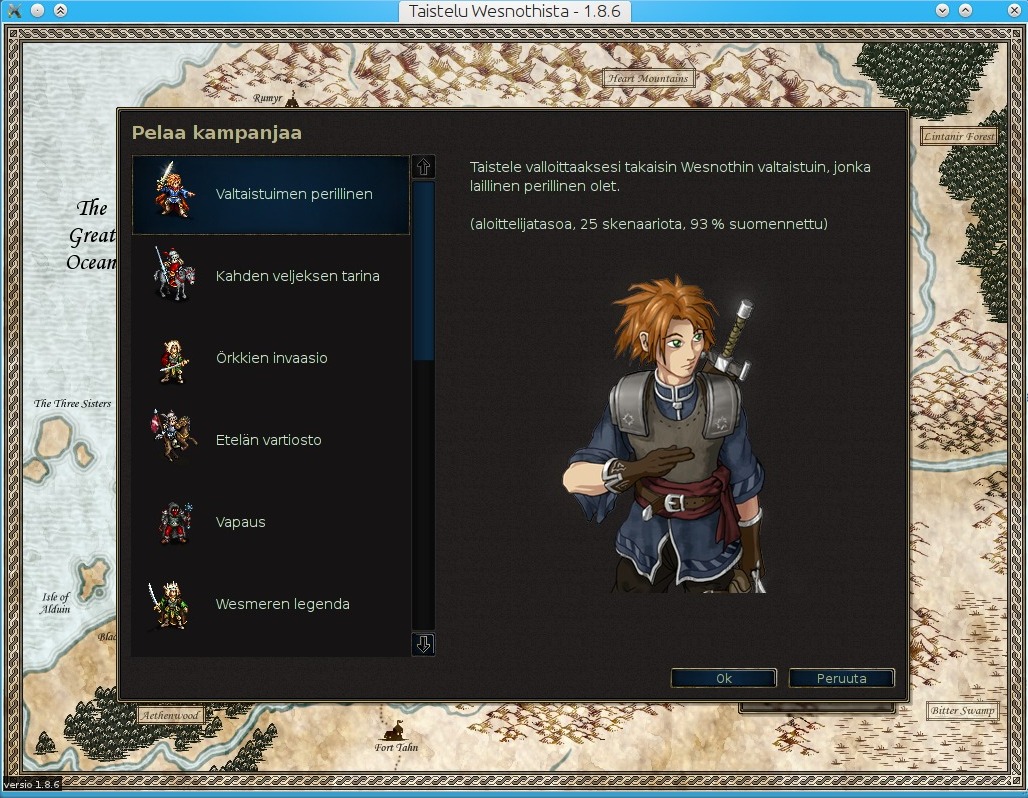 Taistelu Wesnothista - 1.8.6
Heart Mountains
Rumyr
Lintanir Forest
Pelaa kampanjaa
Valtaistuimen perillinen
Kahden veljeksen tarina
Örkkien invaasio
Etelän vartiosto
Vapaus
Wesmeren legenda
Taistele valloittaaksesi takaisin Wesnothin valtaistuin, jonka
laillinen perillinen olet.
(aloittelijatasoa, 25 skenaariota, 93 % suomennettu)
Ok
Peruuta
The
Great
Ocean
The Three Sisters
Isle of
Alduin
Aethenwood
Fort Tahn
Bitter Swamp
versio 1.8.6